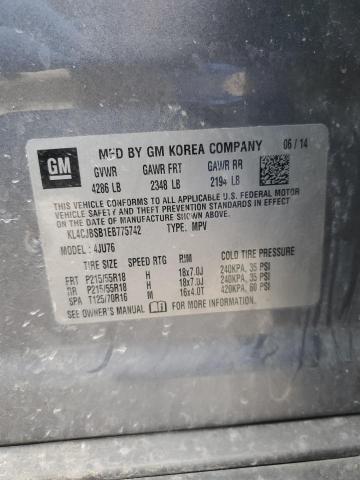 GM
MFD BY GM KOREA COMPANY 06/14
GVWR GAWR FRT GAWR RR
4286 LB 2348 LB 2194 LB
THIS VEHICLE CONFORMS TO ALL APPLICABLE U.S. FEDERAL MOTOR
VEHICLE SAFETY, BUMPER, AND THEFT PREVENTION STANDARDS IN
EFFECT ON THE DATE OF MANUFACTURE SHOWN ABOVE.
KL4CJBSB1EB775742 TYPE: MPV
MODEL: 4JU76
TIRE SIZE SPEED RTG RIM COLD TIRE PRESSURE
FRT P215/55R18 H 18x7.0J 240KPA, 35 PSI
RR P215/55R18 H 18x7.0J 240KPA, 35 PSI
SPA T125/70R16 M 16x4.0T 420KPA, 60 PSI
SEE OWNER'S MANUAL FOR MORE INFORMATION.